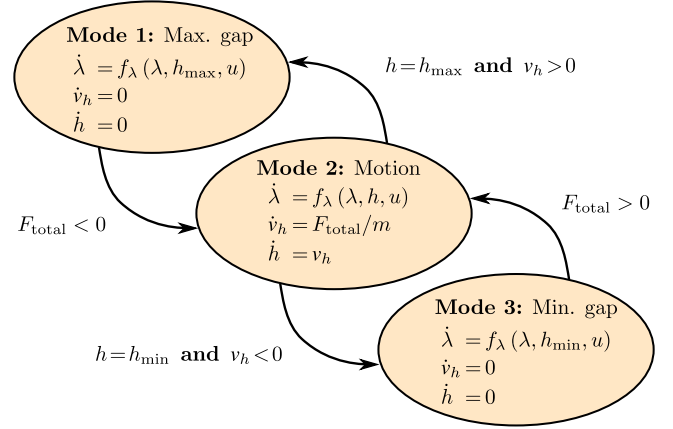 Mode 1: Max. gap
λ̇ = f_λ (λ, h_max, u)
v̇_h = 0
ḣ = 0
h = h_max and v_h > 0
Mode 2: Motion
λ̇ = f_λ (λ, h, u)
v̇_h = F_total/m
ḣ = v_h
F_total < 0
F_total > 0
Mode 3: Min. gap
λ̇ = f_λ (λ, h_min, u)
v̇_h = 0
ḣ = 0
h = h_min and v_h < 0